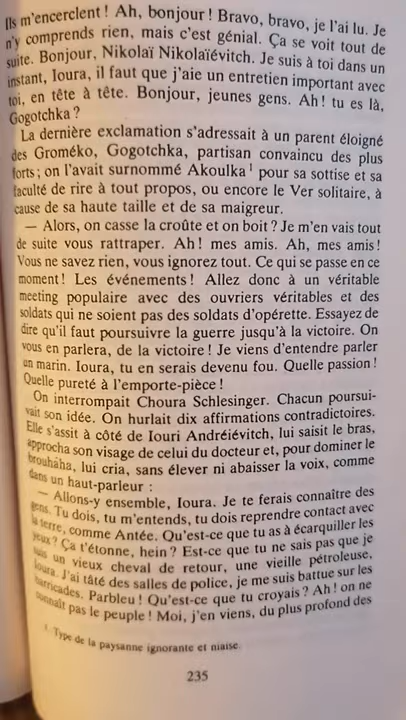 Ils m'encerclent ! Ah, bonjour ! Bravo, bravo, je l'ai lu. Je
n'y comprends rien, mais c'est génial. Ça se voit tout de
suite. Bonjour, Nikolaï Nikolaïévitch. Je suis à toi dans un
instant, Ioura, il faut que j'aie un entretien important avec
toi, en tête à tête. Bonjour, jeunes gens. Ah ! tu es là,
Gogotchka ?
La dernière exclamation s'adressait à un parent éloigné
des Groméko, Gogotchka, partisan convaincu des plus
forts ; on l'avait surnommé Akoulka¹ pour sa sottise et sa
faculté de rire à tout propos, ou encore le Ver solitaire, à
cause de sa haute taille et de sa maigreur.
— Alors, on casse la croûte et on boit ? Je m'en vais tout
de suite vous rattraper. Ah ! mes amis. Ah, mes amis !
Vous ne savez rien, vous ignorez tout. Ce qui se passe en ce
moment ! Les événements ! Allez donc à un véritable
meeting populaire avec des ouvriers véritables et des
soldats qui ne soient pas des soldats d'opérette. Essayez de
dire qu'il faut poursuivre la guerre jusqu'à la victoire. On
vous en parlera, de la victoire ! Je viens d'entendre parler
un marin. Ioura, tu en serais devenu fou. Quelle passion !
Quelle pureté à l'emporte-pièce !
On interrompait Choura Schlesinger. Chacun poursui-
vait son idée. On hurlait dix affirmations contradictoires.
Elle s'assit à côté de Iouri Andréiévitch, lui saisit le bras,
approcha son visage de celui du docteur et, pour dominer le
brouhaha, lui cria, sans élever ni abaisser la voix, comme
dans un haut-parleur :
— Allons-y ensemble, Ioura. Je te ferais connaître des
gens. Tu dois, tu m'entends, tu dois reprendre contact avec
la terre, comme Antée. Qu'est-ce que tu as à écarquiller les
yeux ? Ça t'étonne, hein ? Est-ce que tu ne sais pas que je
suis un vieux cheval de retour, une vieille pétroleuse,
Ioura. J'ai tâté des salles de police, je me suis battue sur les
barricades. Parbleu ! Qu'est-ce que tu croyais ? Ah ! on ne
connaît pas le peuple ! Moi, j'en viens, du plus profond des
1. Type de la paysanne ignorante et niaise.
235